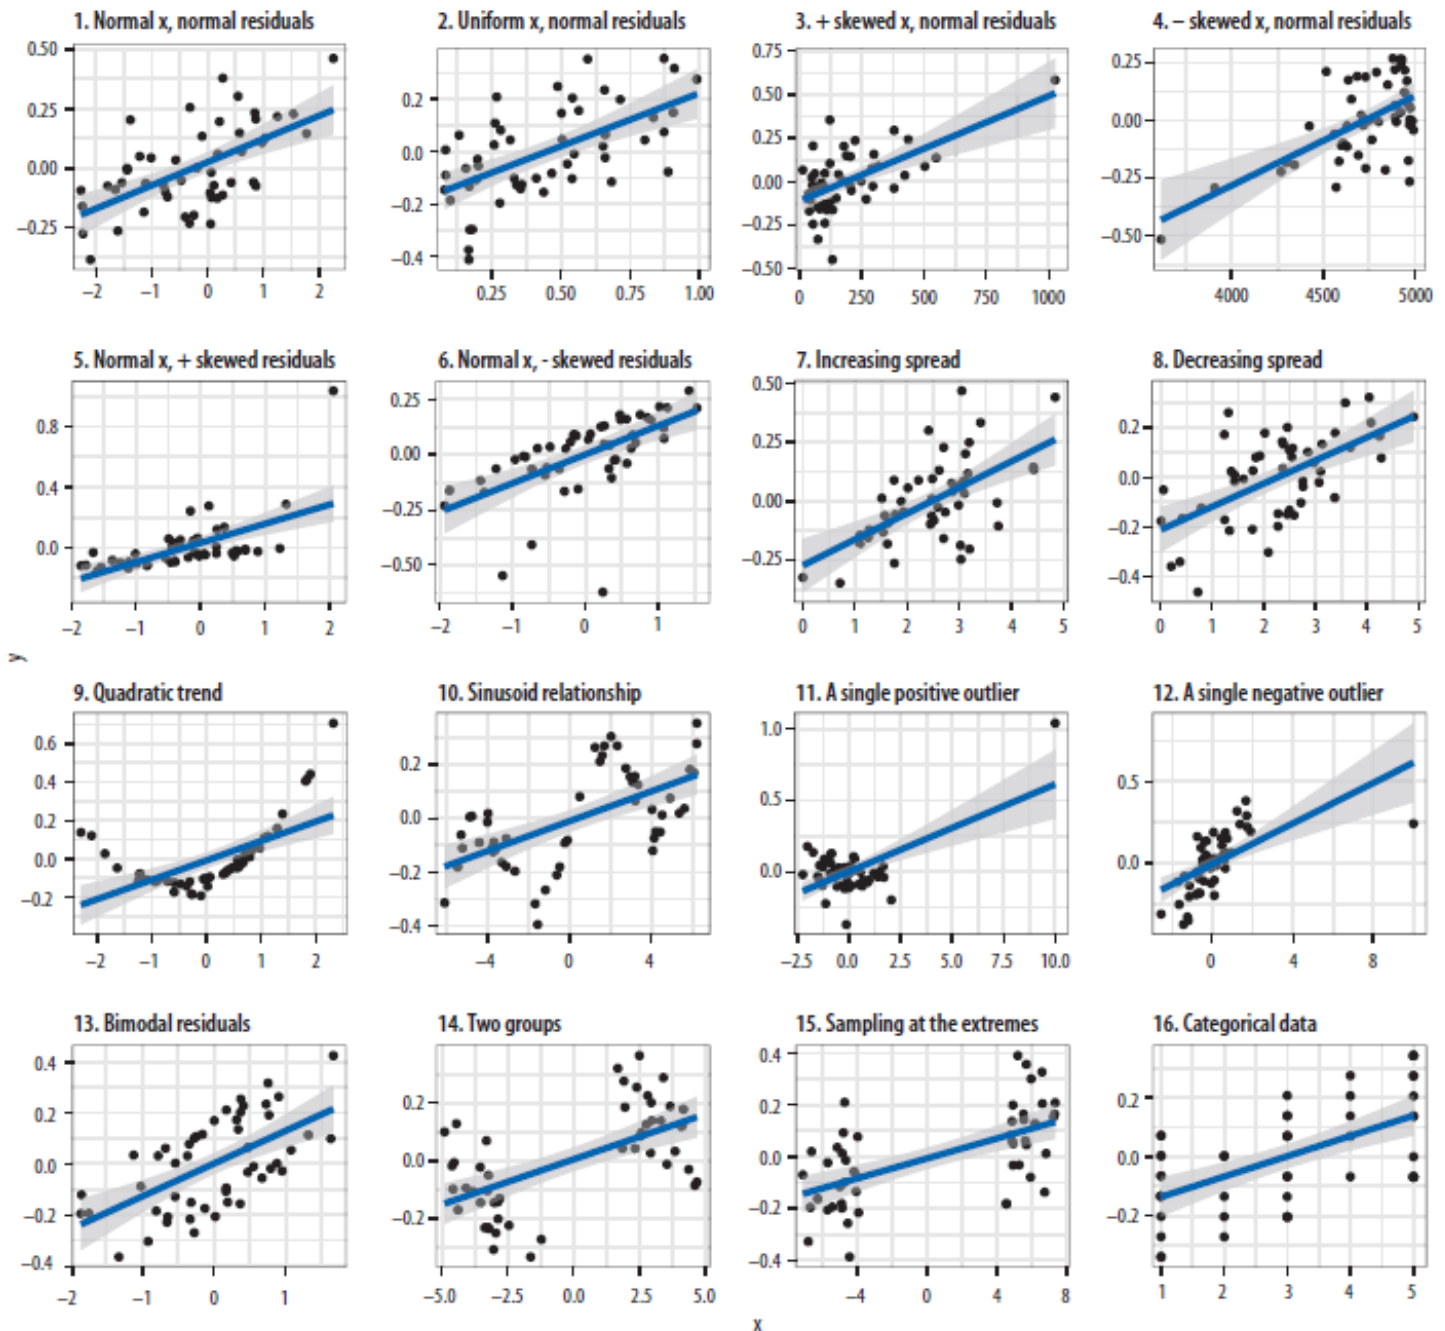 1. Normal x, normal residuals
0.50
0.25
0.00
−0.25
−2 −1 0 1 2
2. Uniform x, normal residuals
0.2
0.0
−0.2
−0.4
0.25 0.50 0.75 1.00
3. + skewed x, normal residuals
0.75
0.50
0.25
0.00
−0.25
−0.50
0 250 500 750 1000
4. – skewed x, normal residuals
0.25
0.00
−0.25
−0.50
4000 4500 5000
5. Normal x, + skewed residuals
0.8
0.4
0.0
−2 −1 0 1 2
6. Normal x, - skewed residuals
0.25
0.00
−0.25
−0.50
−2 −1 0 1
7. Increasing spread
0.50
0.25
0.00
−0.25
0 1 2 3 4 5
8. Decreasing spread
0.2
0.0
−0.2
−0.4
0 1 2 3 4 5
y
9. Quadratic trend
0.6
0.4
0.2
0.0
−0.2
−2 −1 0 1 2
10. Sinusoid relationship
0.2
0.0
−0.2
−0.4
−4 0 4
11. A single positive outlier
1.0
0.5
0.0
−2.5 0.0 2.5 5.0 7.5 10.0
12. A single negative outlier
0.5
0.0
0 4 8
13. Bimodal residuals
0.4
0.2
0.0
−0.2
−0.4
−2 −1 0 1
14. Two groups
0.2
0.0
−0.2
−5.0 −2.5 0.0 2.5 5.0
15. Sampling at the extremes
0.4
0.2
0.0
−0.2
−0.4
−4 0 4 8
16. Categorical data
0.2
0.0
−0.2
1 2 3 4 5
x